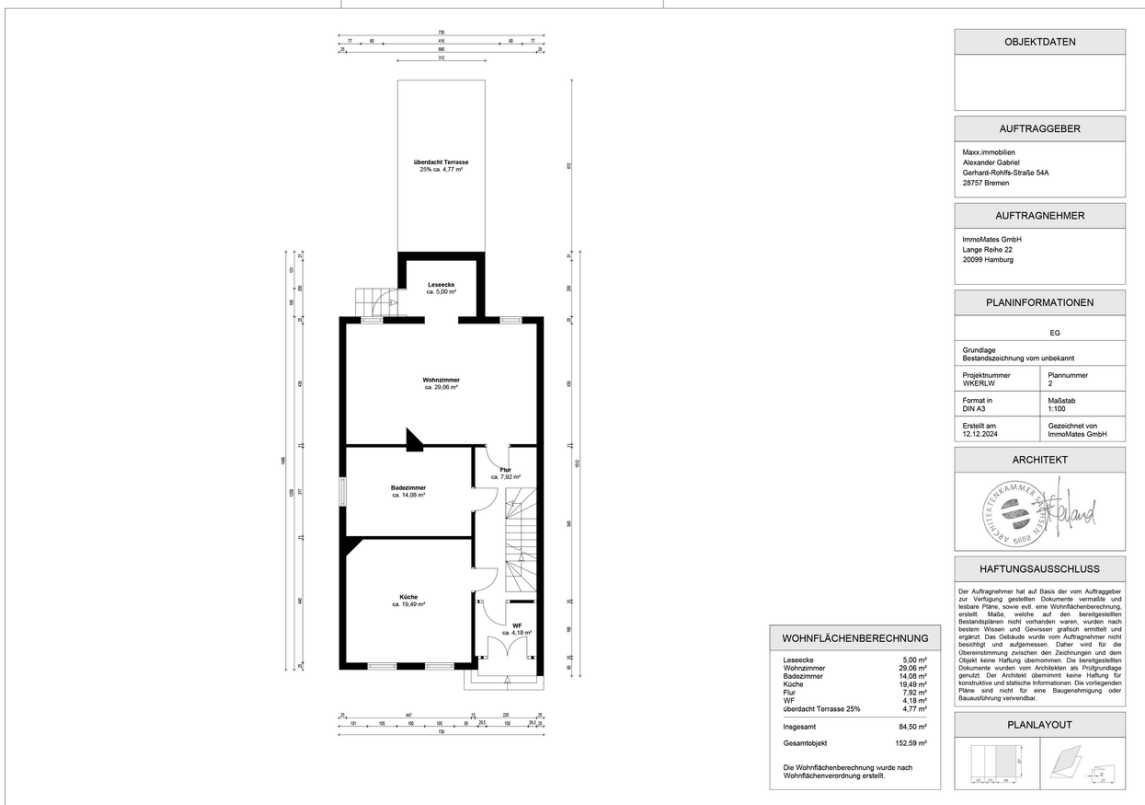 überdacht Terrasse
25% ca. 4,77 m²
Leseecke
ca. 5,00 m²
Wohnzimmer
ca. 29,06 m²
Flur
ca. 7,92 m²
Badezimmer
ca. 14,08 m²
Küche
ca. 19,49 m²
WF
ca. 4,18 m²
WOHNFLÄCHENBERECHNUNG
Leseecke 5,00 m²
Wohnzimmer 29,06 m²
Badezimmer 14,08 m²
Küche 19,49 m²
Flur 7,92 m²
WF 4,18 m²
überdacht Terrasse 25% 4,77 m²
Insgesamt 84,50 m²
Gesamtobjekt 152,59 m²
Die Wohnflächenberechnung wurde nach
Wohnflächenverordnung erstellt.
OBJEKTDATEN
AUFTRAGGEBER
Maxx.immobilien
Alexander Gabriel
Gerhard-Rohlfs-Straße 54A
28757 Bremen
AUFTRAGNEHMER
ImmoMates GmbH
Lange Reihe 22
20099 Hamburg
PLANINFORMATIONEN
EG
Grundlage
Bestandszeichnung vom unbekannt
Projektnummer Plannummer
WKERLW 2
Format in Maßstab
DIN A3 1:100
Erstellt am Gezeichnet von
12.12.2024 ImmoMates GmbH
ARCHITEKT
ARCHITEKTENKAMMER SACHSEN
HAFTUNGSAUSSCHLUSS
Der Auftragnehmer hat auf Basis der vom Auftraggeber
zur Verfügung gestellten Dokumente vermaßte und
lesbare Pläne, sowie evtl. eine Wohnflächenberechnung,
erstellt. Maße, welche auf den bereitgestellten
Bestandsplänen nicht vorhanden waren, wurden nach
bestem Wissen und Gewissen grafisch ermittelt und
ergänzt. Das Gebäude wurde vom Auftragnehmer nicht
besichtigt und aufgemessen. Daher wird für die
Übereinstimmung zwischen den Zeichnungen und dem
Objekt keine Haftung übernommen. Die bereitgestellten
Dokumente wurden vom Architekten als Prüfgrundlage
genutzt. Der Architekt übernimmt keine Haftung für
konstruktive und statische Informationen. Die vorliegenden
Pläne sind nicht für eine Baugenehmigung oder
Bauausführung verwendbar.
PLANLAYOUT